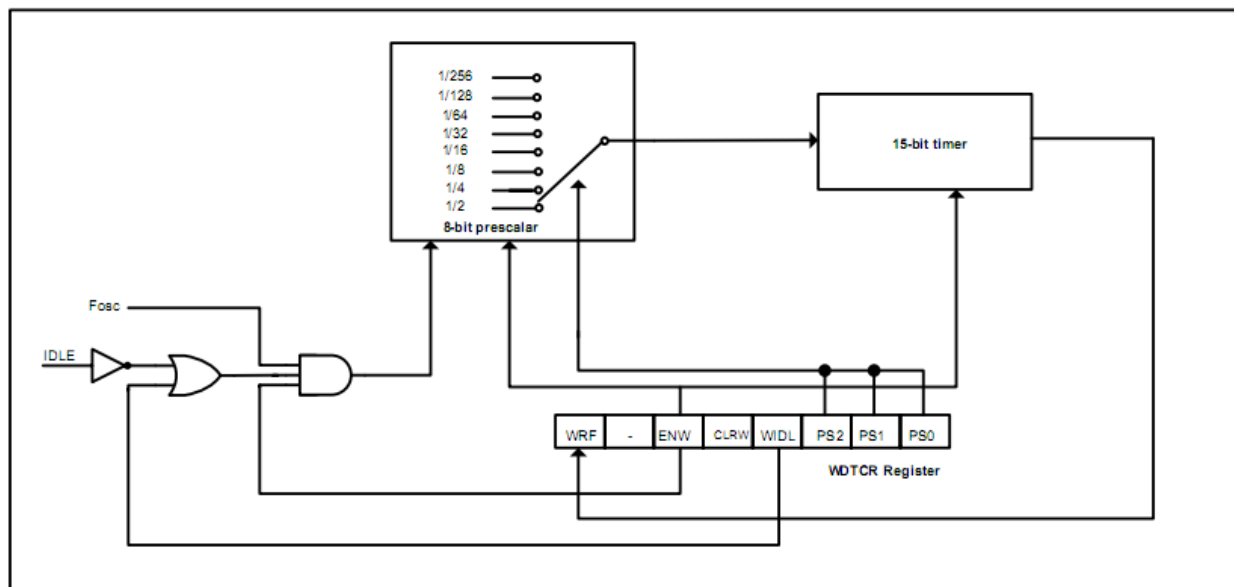 1/256
1/128
1/64
1/32
1/16
1/8
1/4
1/2
8-bit prescalar
15-bit timer
Fosc
IDLE
WRF - ENW CLRW WIDL PS2 PS1 PS0
WDTCR Register